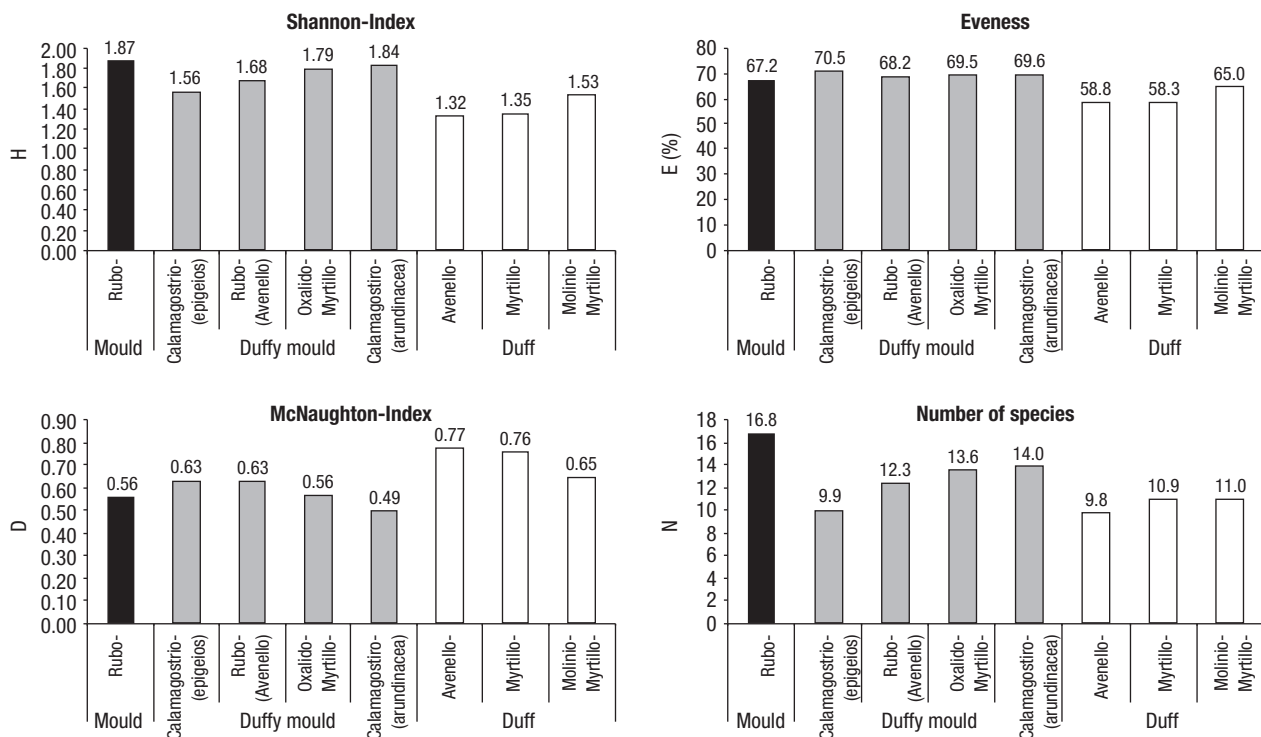 Shannon-Index
H
2.00
1.80
1.60
1.40
1.20
1.00
0.80
0.60
0.40
0.20
0.00
1.87
1.56
1.68
1.79
1.84
1.32
1.35
1.53
Rubo-
Calamagostrio-
(epigeios)
Rubo-
(Avenello)
Oxalido-
Myrtillo-
Calamagostro-
(arundinacea)
Avenello-
Myrtillo-
Molinio-
Myrtillo-
Mould
Duffy mould
Duff
Eveness
E (%)
80
70
60
50
40
30
20
10
0
67.2
70.5
68.2
69.5
69.6
58.8
58.3
65.0
Rubo-
Calamagostrio-
(epigeios)
Rubo-
(Avenello)
Oxalido-
Myrtillo-
Calamagostro-
(arundinacea)
Avenello-
Myrtillo-
Molinio-
Myrtillo-
Mould
Duffy mould
Duff
McNaughton-Index
D
0.90
0.80
0.70
0.60
0.50
0.40
0.30
0.20
0.10
0.00
0.56
0.63
0.63
0.56
0.49
0.77
0.76
0.65
Rubo-
Calamagostrio-
(epigeios)
Rubo-
(Avenello)
Oxalido-
Myrtillo-
Calamagostiro-
(arundinacea)
Avenello-
Myrtillo-
Molinio-
Myrtillo-
Mould
Duffy mould
Duff
Number of species
N
18
16
14
12
10
8
6
4
2
0
16.8
9.9
12.3
13.6
14.0
9.8
10.9
11.0
Rubo-
Calamagostrio-
(epigeios)
Rubo-
(Avenello)
Oxalido-
Myrtillo-
Calamagostro-
(arundinacea)
Avenello-
Myrtillo-
Molinio-
Myrtillo-
Mould
Duffy mould
Duff